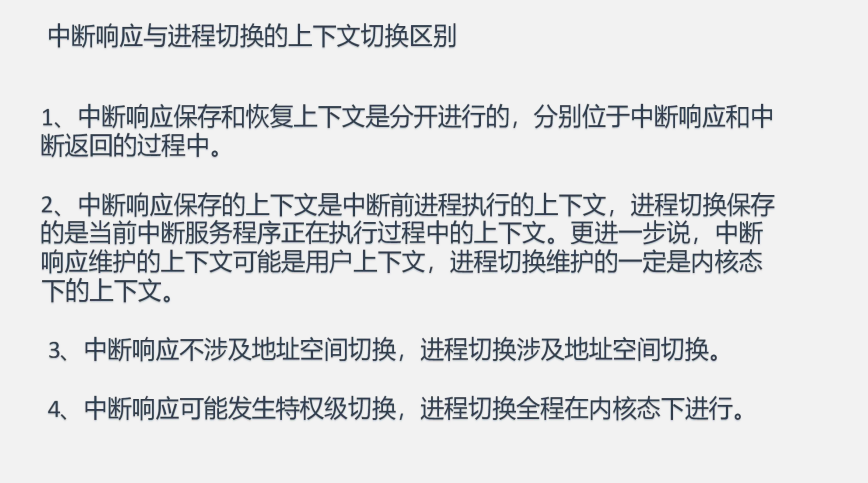 中断响应与进程切换的上下文切换区别
1、中断响应保存和恢复上下文是分开进行的，分别位于中断响应和中
断返回的过程中。
2、中断响应保存的上下文是中断前进程执行的上下文，进程切换保存
的是当前中断服务程序正在执行过程中的上下文。更进一步说，中断
响应维护的上下文可能是用户上下文，进程切换维护的一定是内核态
下的上下文。
3、中断响应不涉及地址空间切换，进程切换涉及地址空间切换。
4、中断响应可能发生特权级切换，进程切换全程在内核态下进行。